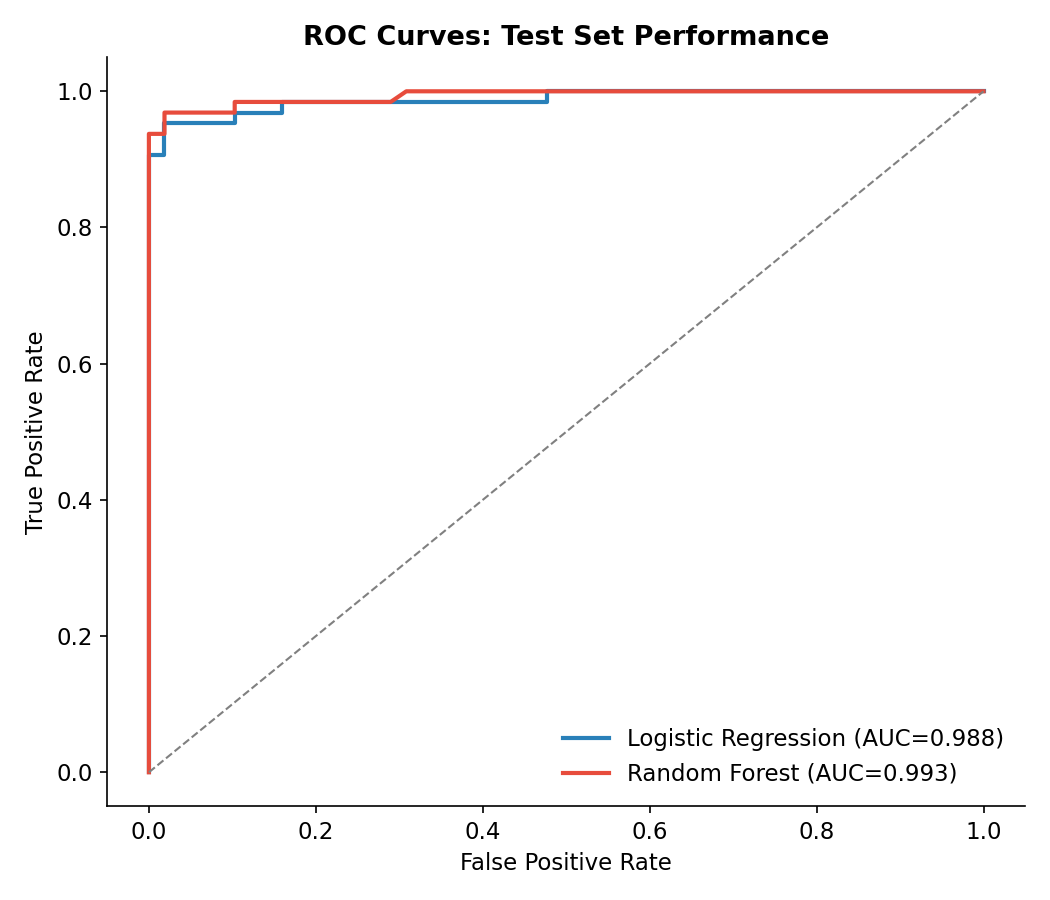 ROC Curves: Test Set Performance
True Positive Rate
1.0
0.8
0.6
0.4
0.2
0.0
Logistic Regression (AUC=0.988)
Random Forest (AUC=0.993)
0.0 0.2 0.4 0.6 0.8 1.0
False Positive Rate